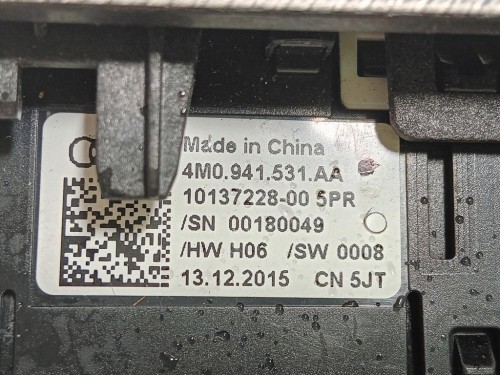 Made in China
4M0.941.531.AA
10137228-00 5PR
/SN 00180049
/HW H06 /SW 0008
13.12.2015 CN 5JT